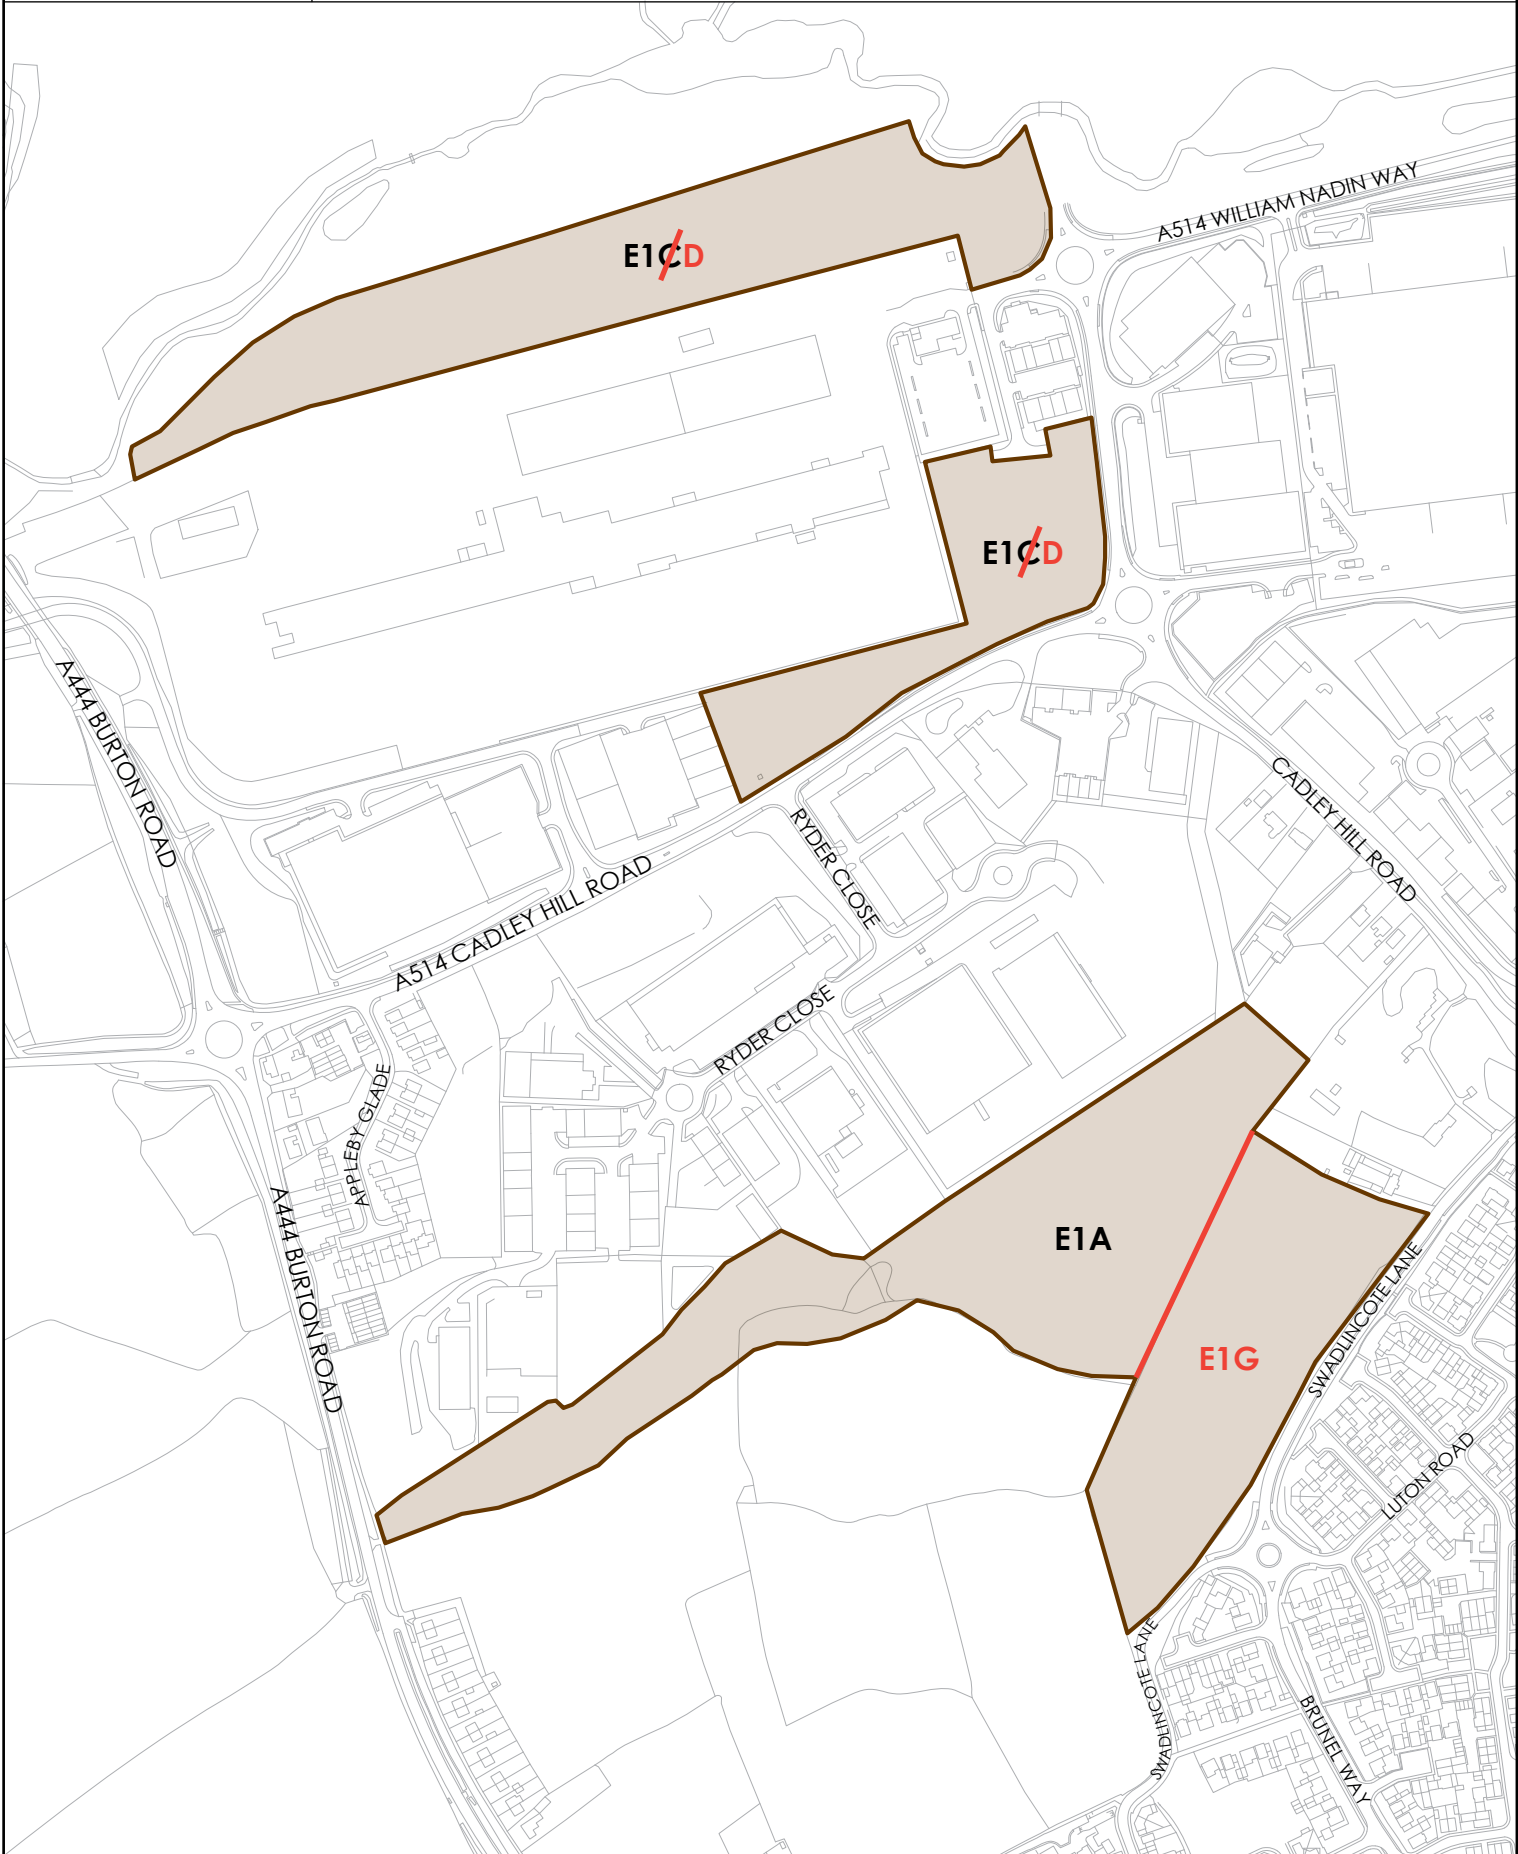 A514 WILLIAM NADIN WAY
E1CD
E1CD
A444 BURTON ROAD
CADLEY HILL ROAD
RYDER CLOSE
A514 CADLEY HILL ROAD
RYDER CLOSE
APPLEBY GLADE
A444 BURTON ROAD
E1A
SWADLINCOTE LANE
E1G
LUTON ROAD
SWADLINCOTE LANE
BRUNEL WAY